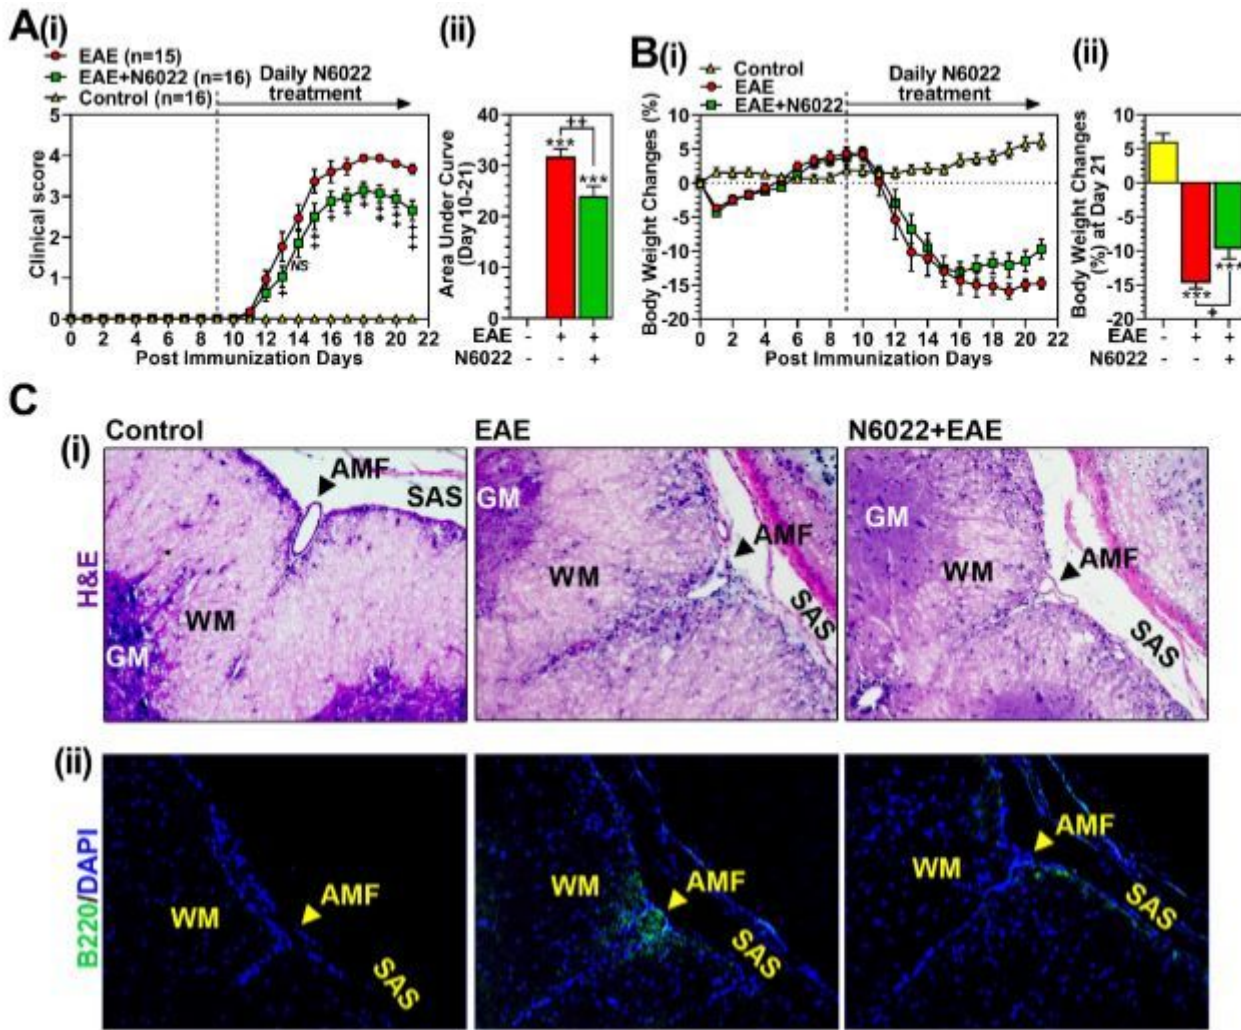 A(i)
EAE (n=15)
EAE+N6022 (n=16)
Control (n=16)
Daily N6022
treatment
Clinical score
5
4
3
2
1
0
NS
0 2 4 6 8 10 12 14 16 18 20 22
Post Immunization Days
(ii)
Area Under Curve
(Day 10-21)
40
30
20
10
0
++
***
***
EAE - + +
N6022 - - +
B(i)
Control
EAE
EAE+N6022
Daily N6022
treatment
Body Weight Changes (%)
10
5
0
-5
-10
-15
-20
0 2 4 6 8 10 12 14 16 18 20 22
Post Immunization Days
(ii)
Body Weight Changes
(%) at Day 21
10
5
0
-5
-10
-15
-20
***
***
+
EAE - + +
N6022 - - +
C
(i)
Control
EAE
N6022+EAE
H&E
AMF
SAS
WM
GM
GM
AMF
WM
SAS
GM
AMF
WM
SAS
(ii)
B220/DAPI
WM
AMF
SAS
WM
AMF
SAS
WM
AMF
SAS